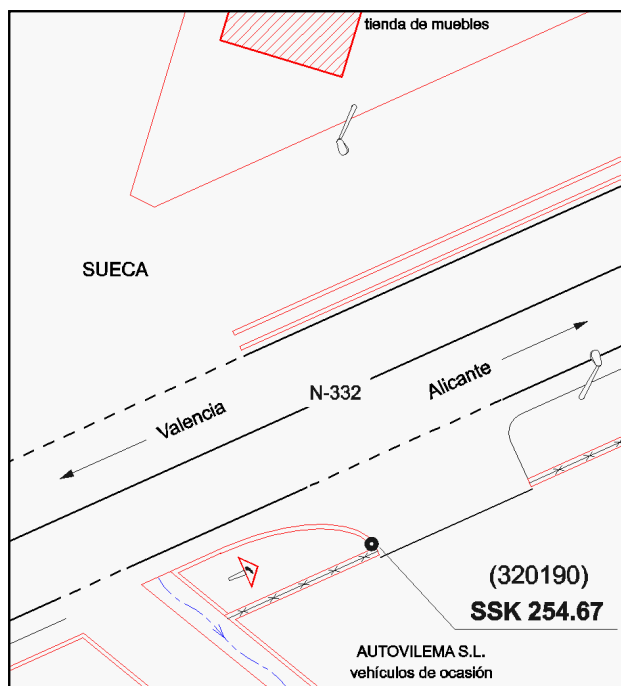 tienda de muebles
SUECA
Alicante
N-332
Valencia
(320190)
SSK 254.67
AUTOVILEMA S.L.
vehículos de ocasión